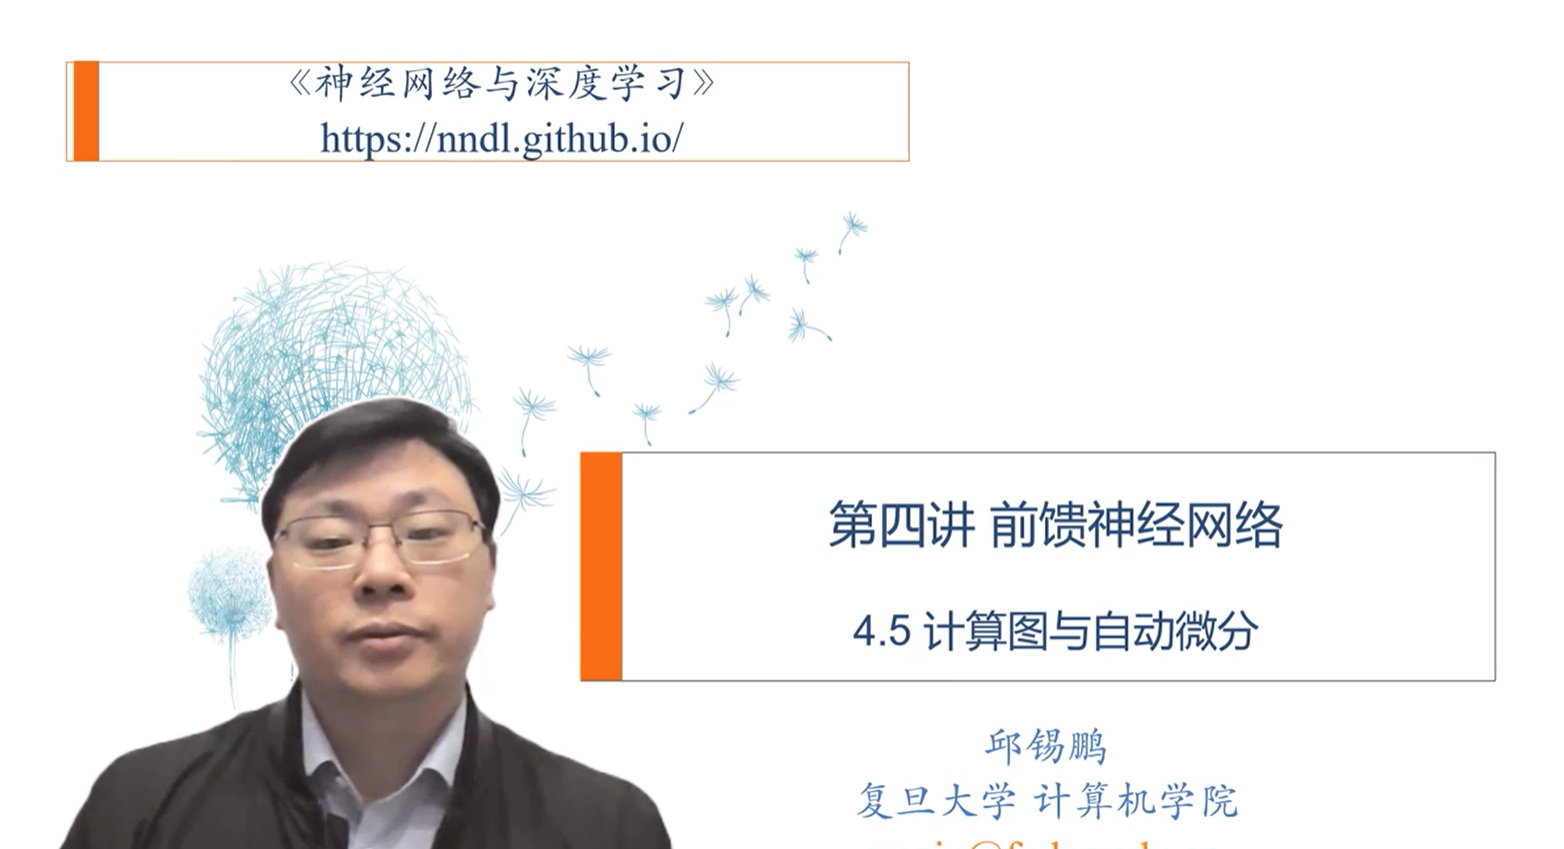 《神经网络与深度学习》
https://nndl.github.io/
第四讲 前馈神经网络
4.5 计算图与自动微分
邱锡鹏
复旦大学 计算机学院